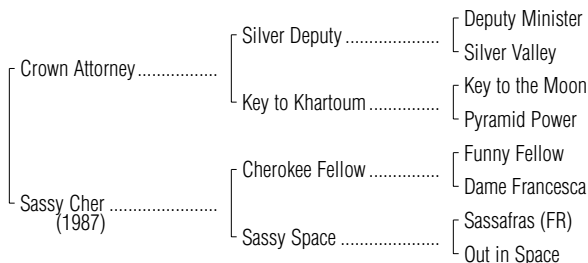 Deputy Minister
Silver Deputy ....................
Silver Valley
Crown Attorney.................
Key to the Moon
Key to Khartoum ...............
Pyramid Power
Funny Fellow
Cherokee Fellow ...............
Dame Francesca
Sassy Cher .......................
(1987)
Sassafras (FR)
Sassy Space .....................
Out in Space